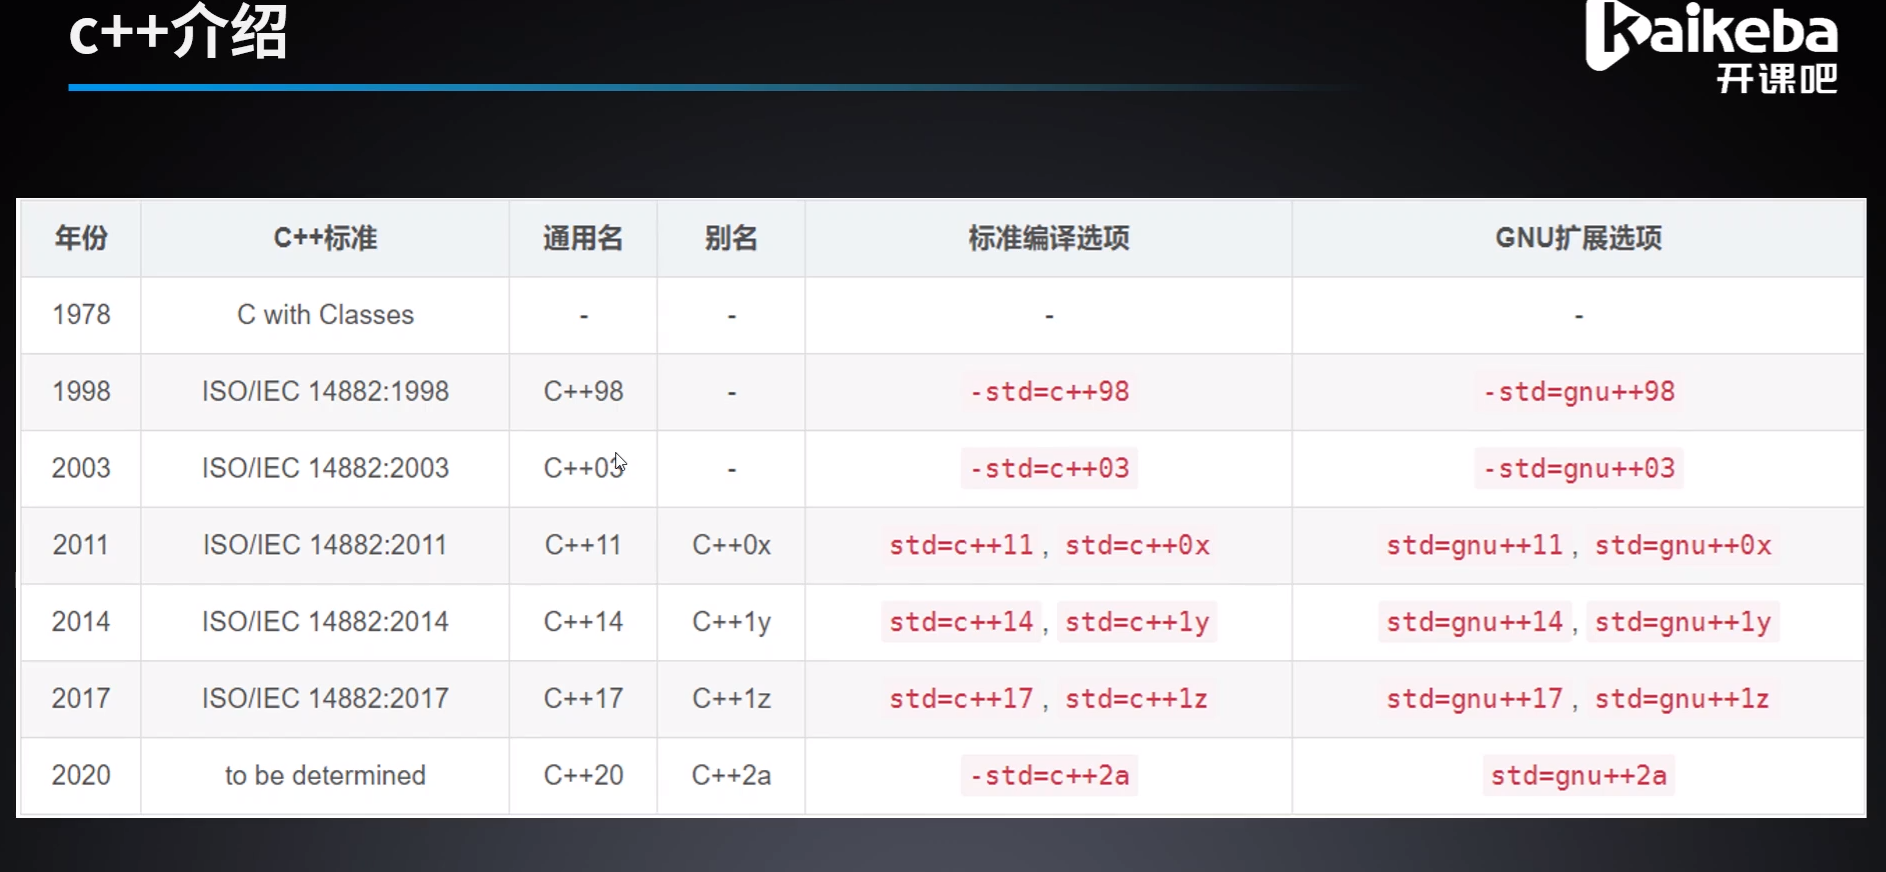 c++介绍
Kaikeba
开课吧
年份 C++标准 通用名 别名 标准编译选项 GNU扩展选项
1978 C with Classes - - - -
1998 ISO/IEC 14882:1998 C++98 - -std=c++98 -std=gnu++98
2003 ISO/IEC 14882:2003 C++03 - -std=c++03 -std=gnu++03
2011 ISO/IEC 14882:2011 C++11 C++0x std=c++11, std=c++0x std=gnu++11, std=gnu++0x
2014 ISO/IEC 14882:2014 C++14 C++1y std=c++14, std=c++1y std=gnu++14, std=gnu++1y
2017 ISO/IEC 14882:2017 C++17 C++1z std=c++17, std=c++1z std=gnu++17, std=gnu++1z
2020 to be determined C++20 C++2a -std=c++2a std=gnu++2a